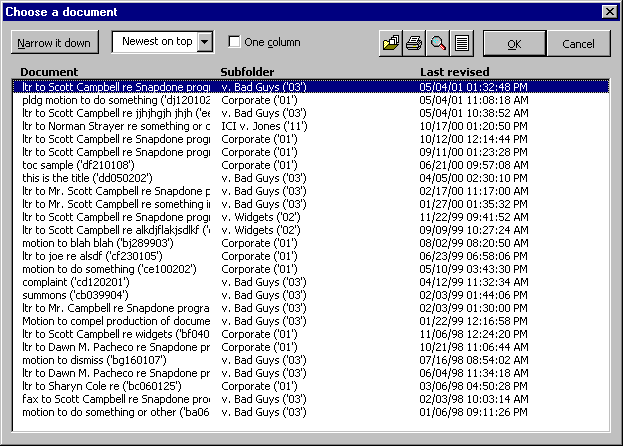 Choose a document
Narrow it down Newest on top One column OK Cancel
Document Subfolder Last revised
ltr to Scott Campbell re Snapdone progr v. Bad Guys ('03') 05/04/01 01:32:48 PM
pldg motion to do something ('dj120102 Corporate ('01') 05/04/01 11:08:18 AM
ltr to Scott Campbell re jjhjhgjh jhjh ('ee v. Bad Guys ('03') 05/04/01 10:38:52 AM
ltr to Norman Strayer re something or o ICI v. Jones ('11') 10/17/00 01:20:50 PM
ltr to Scott Campbell re Snapdone progr Corporate ('01') 10/12/00 12:14:44 PM
ltr to Scott Campbell re Snapdone progr Corporate ('01') 09/11/00 01:23:28 PM
toc sample ('df210108') Corporate ('01') 06/21/00 09:57:08 AM
this is the title ('dd050202') v. Bad Guys ('03') 04/05/00 02:30:10 PM
ltr to Mr. Scott Campbell re Snapdone p v. Bad Guys ('03') 02/17/00 11:17:00 AM
ltr to Mr. Scott Campbell re something i v. Bad Guys ('03') 01/27/00 01:35:32 PM
ltr to Scott Campbell re Snapdone progr v. Widgets ('02') 11/22/99 09:41:52 AM
ltr to Scott Campbell re alkdjflakjsdlkf (' v. Widgets ('02') 09/09/99 10:27:24 AM
motion to blah blah ('bj289903') Corporate ('01') 08/02/99 08:20:50 AM
ltr to joe re alsdf ('cf230105') Corporate ('01') 06/23/99 06:58:06 PM
motion to do something ('ce100202') Corporate ('01') 05/10/99 03:43:30 PM
complaint ('cd120201') v. Bad Guys ('03') 04/12/99 11:32:34 AM
summons ('cb039904') v. Bad Guys ('03') 02/03/99 01:44:06 PM
ltr to Mr. Campbell re Snapdone progra v. Bad Guys ('03') 02/03/99 01:30:00 PM
Motion to compel production of docume v. Bad Guys ('03') 01/22/99 12:16:58 PM
ltr to Scott Campbell re widgets ('bf040 Corporate ('01') 11/06/98 12:24:20 PM
ltr to Dawn M. Pacheco re Snapdone pr Corporate ('01') 10/21/98 11:06:44 AM
motion to dismiss ('bg160107') v. Bad Guys ('03') 07/16/98 08:54:02 AM
ltr to Dawn M. Pacheco re Snapdone pr v. Bad Guys ('03') 06/04/98 11:34:18 AM
ltr to Sharyn Cole re ('bc060125') Corporate ('01') 03/06/98 04:50:28 PM
fax to Scott Campbell re Snapdone prog v. Bad Guys ('03') 02/03/98 10:03:14 AM
motion to do something or other ('ba06 v. Bad Guys ('03') 01/06/98 09:11:26 PM